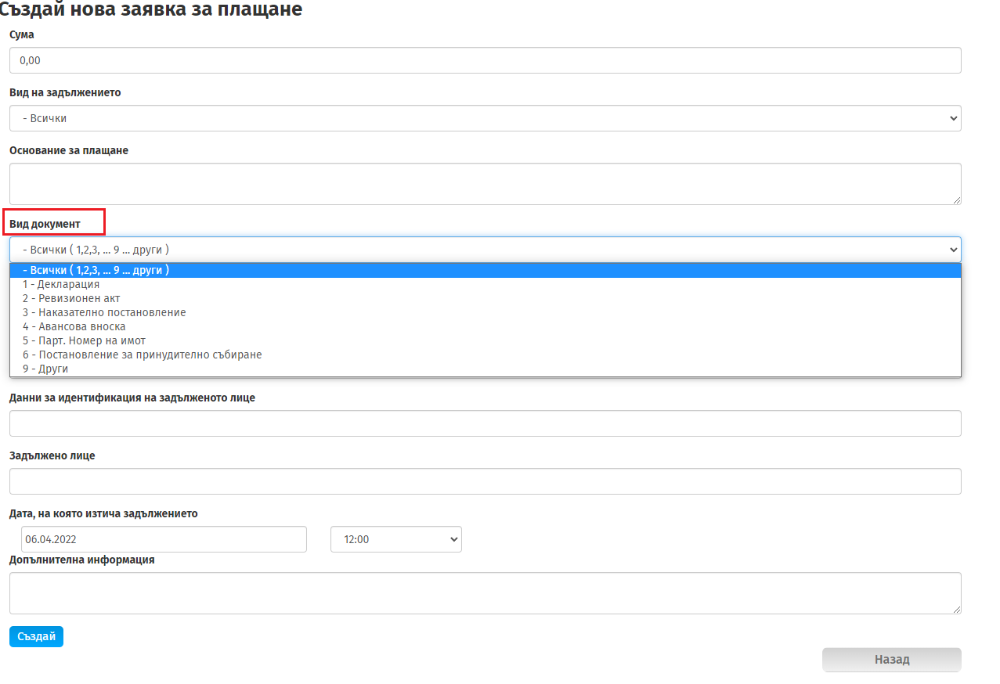 Създай нова заявка за плащане
Сума
0,00
Вид на задължението
- Всички
Основание за плащане
Вид документ
- Всички ( 1,2,3, ... 9 ... други )
- Всички ( 1,2,3, ... 9 ... други )
1 - Декларация
2 - Ревизионен акт
3 - Наказателно постановление
4 - Авансова вноска
5 - Парт. Номер на имот
6 - Постановление за принудително събиране
9 - Други
Данни за идентификация на задълженото лице
Задължено лице
Дата, на която изтича задължението
06.04.2022 12:00
Допълнителна информация
Създай
Назад